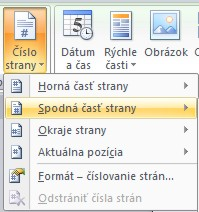 Číslo
strany
Dátum
a čas
Rýchle
časti
Obrázok
Horná časť strany
Spodná časť strany
Okraje strany
Aktuálna pozícia
Formát – číslovanie strán...
Odstrániť čísla strán